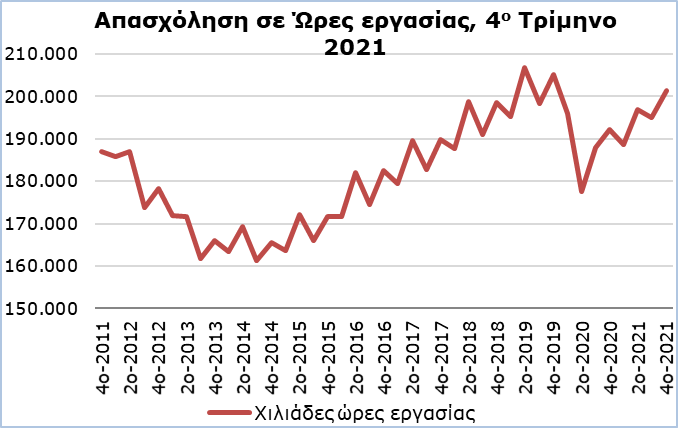 Απασχόληση σε Ώρες εργασίας, 4ο Τρίμηνο
2021
210.000
200.000
190.000
180.000
170.000
160.000
150.000
4ο-2011
2ο-2012
4ο-2012
2ο-2013
4ο-2013
2ο-2014
4ο-2014
2ο-2015
4ο-2015
2ο-2016
4ο-2016
2ο-2017
4ο-2017
2ο-2018
4ο-2018
2ο-2019
4ο-2019
2ο-2020
4ο-2020
2ο-2021
4ο-2021
Χιλιάδες ώρες εργασίας